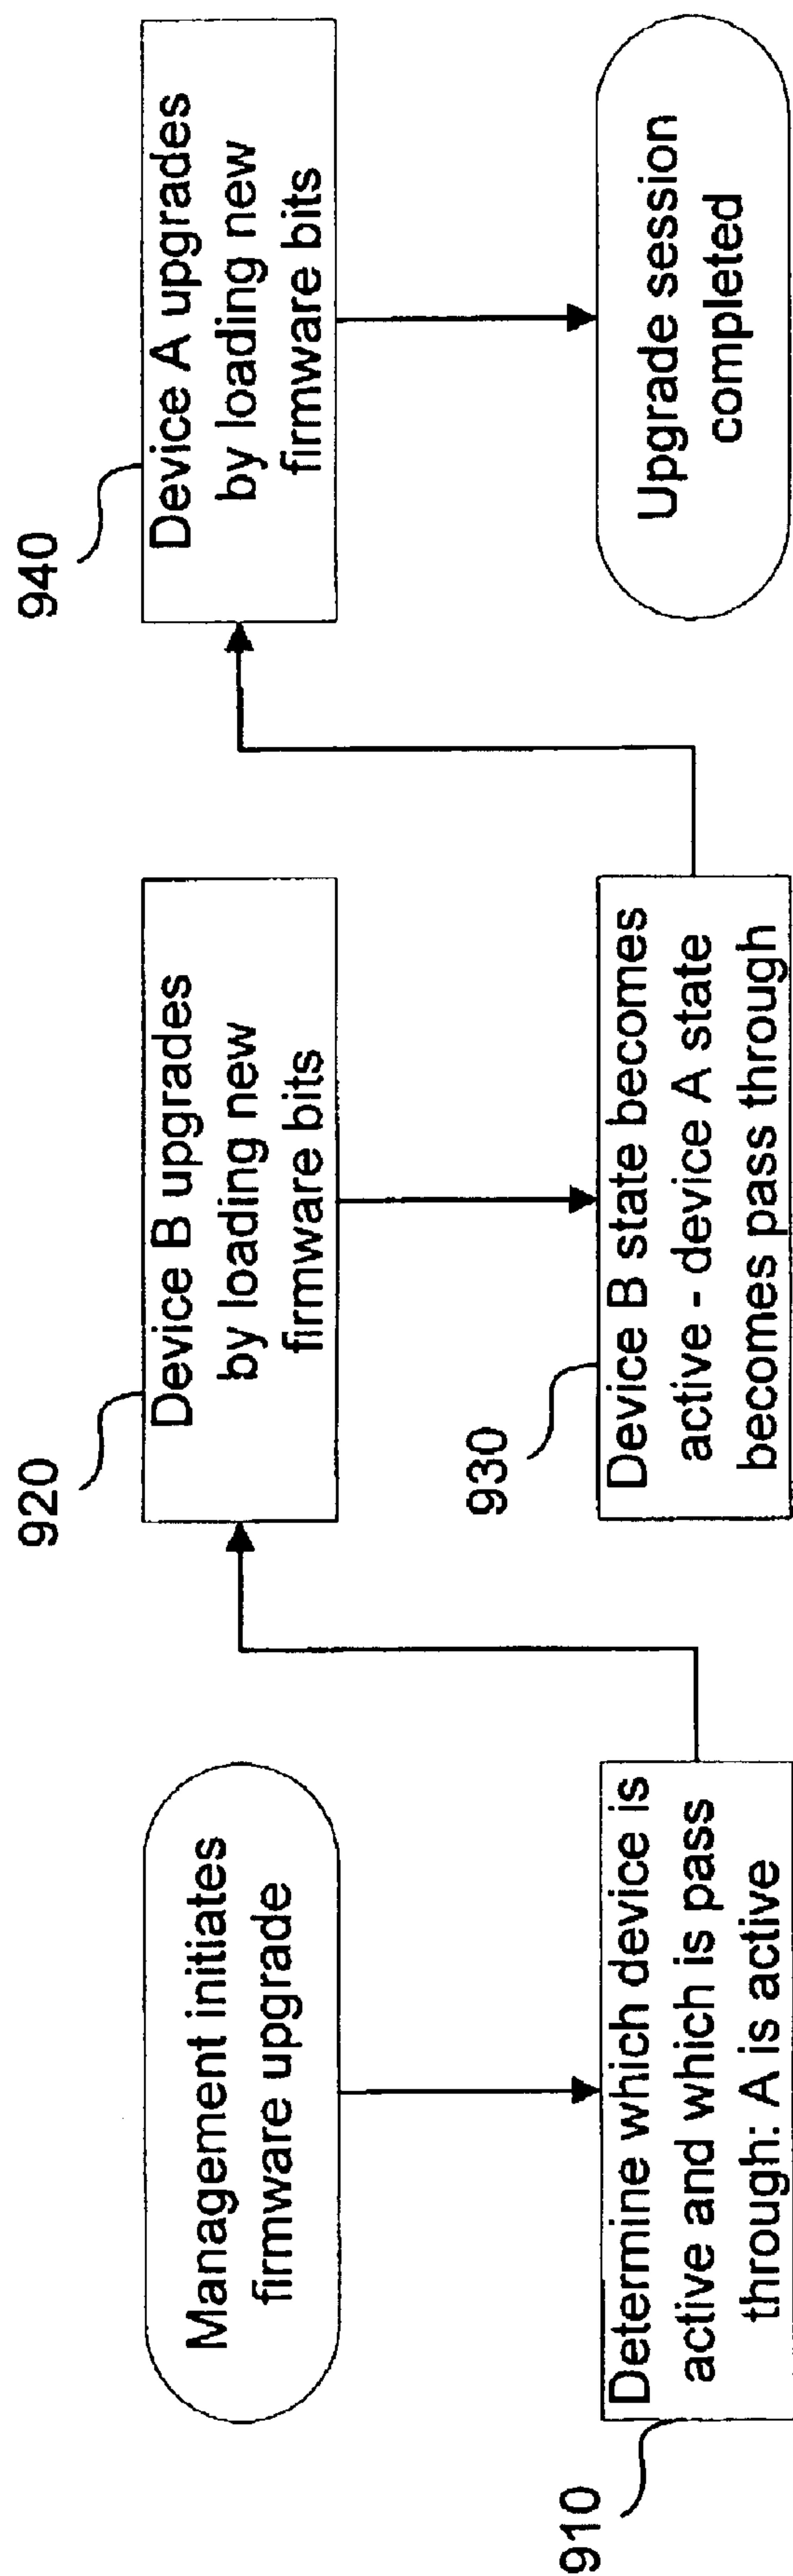 Management initiates
firmware upgrade
910
Determine which device is
active and which is pass
through: A is active
920
Device B upgrades
by loading new
firmware bits
930
Device B state becomes
active - device A state
becomes pass through
940
Device A upgrades
by loading new
firmware bits
Upgrade session
completed